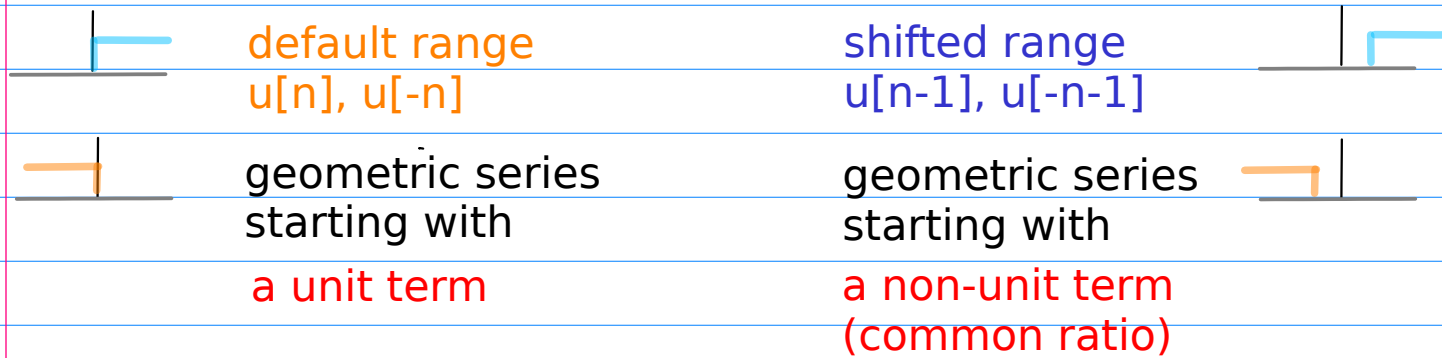 default range
u[n], u[-n]
geometric series
starting with
a unit term
shifted range
u[n-1], u[-n-1]
geometric series
starting with
a non-unit term
(common ratio)